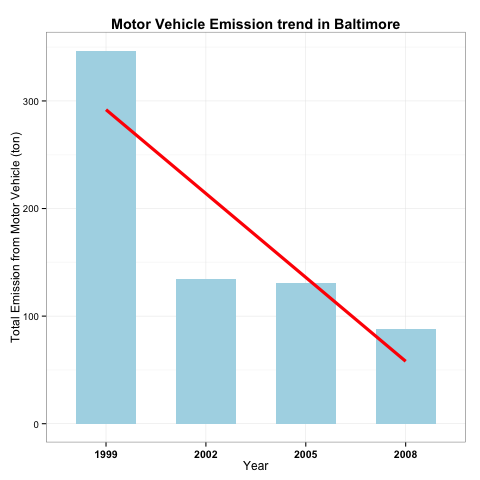 Motor Vehicle Emission trend in Baltimore
Total Emission from Motor Vehicle (ton)
300
200
100
0
1999 2002 2005 2008
Year